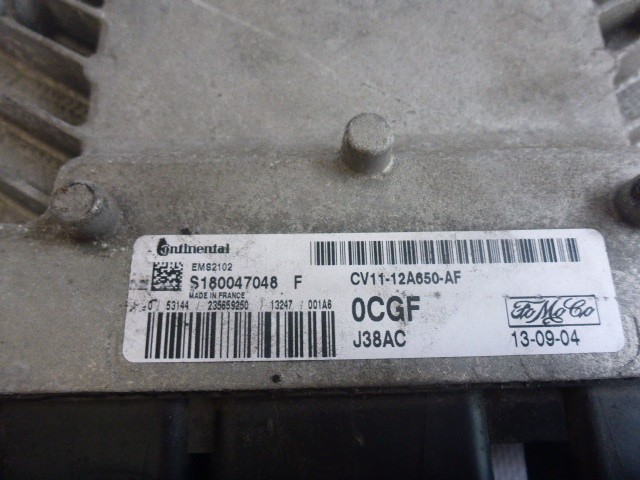 Continental
EMS2102
S180047048 F
MADE IN FRANCE
53144 / 235659250 / 13247 / 001A6
CV11-12A650-AF
0CGF
J38AC
FoMoCo
13-09-04